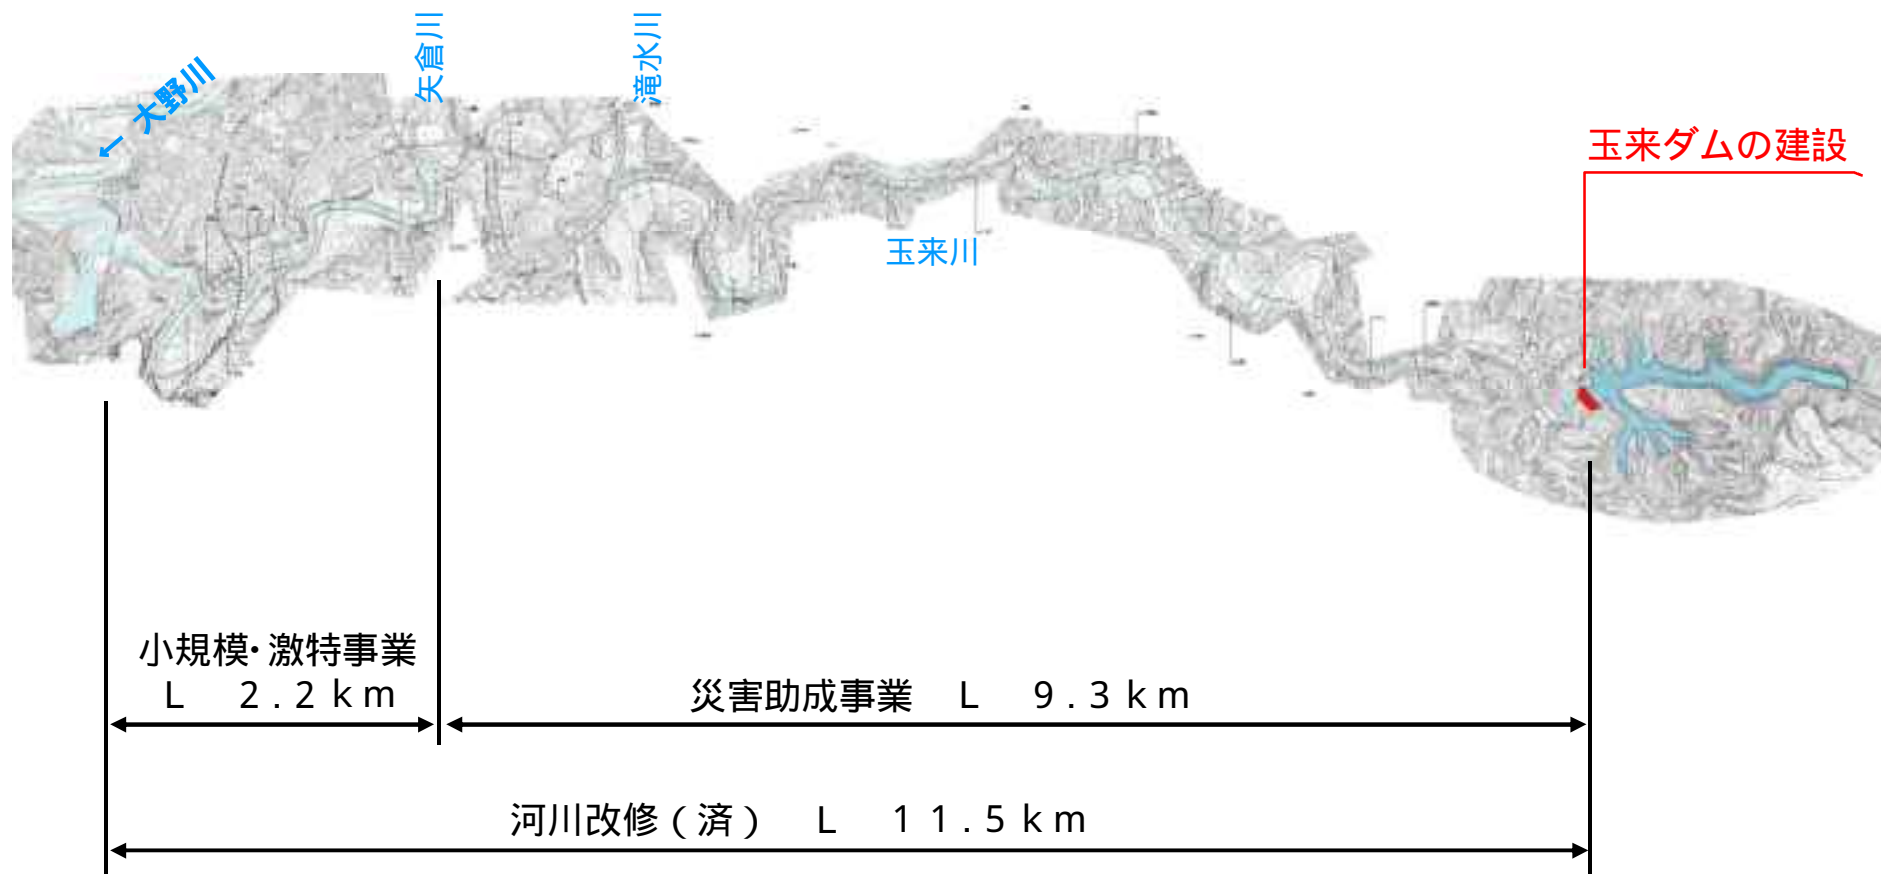 矢倉川
滝水川
← 大野川
玉来ダムの建設
玉来川
小規模・激特事業
L 2.2km
災害助成事業 L 9.3km
河川改修(済) L 11.5km